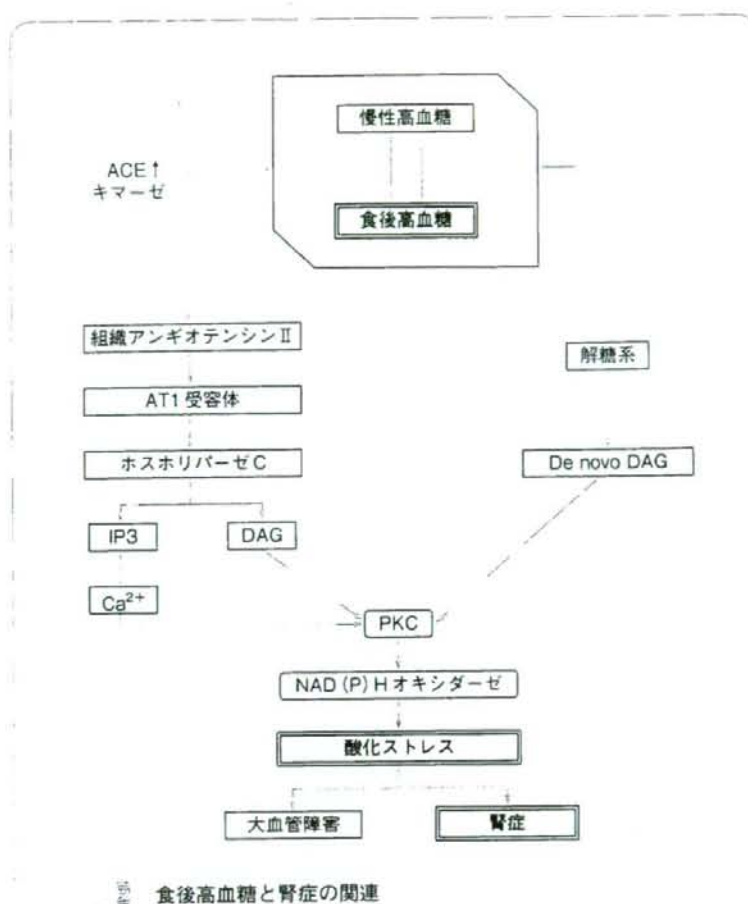 慢性高血糖
ACE↑
キマーゼ
食後高血糖
組織アンギオテンシンⅡ
解糖系
AT1 受容体
ホスホリパーゼC
De novo DAG
IP3
DAG
Ca²⁺
PKC
NAD (P) Hオキシダーゼ
酸化ストレス
大血管障害
腎症
食後高血糖と腎症の関連